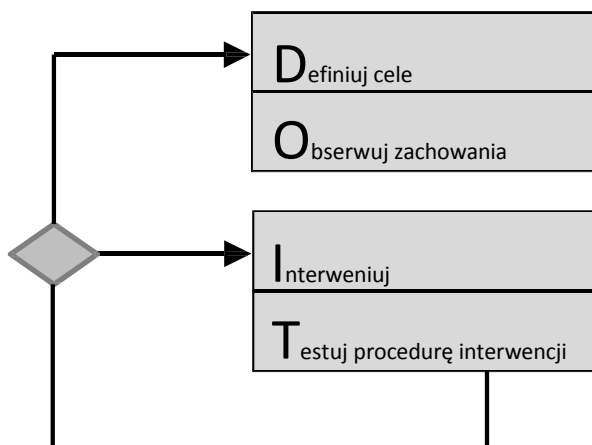 Definiuj cele
Obserwuj zachowania
Interweniuj
Testuj procedurę interwencji